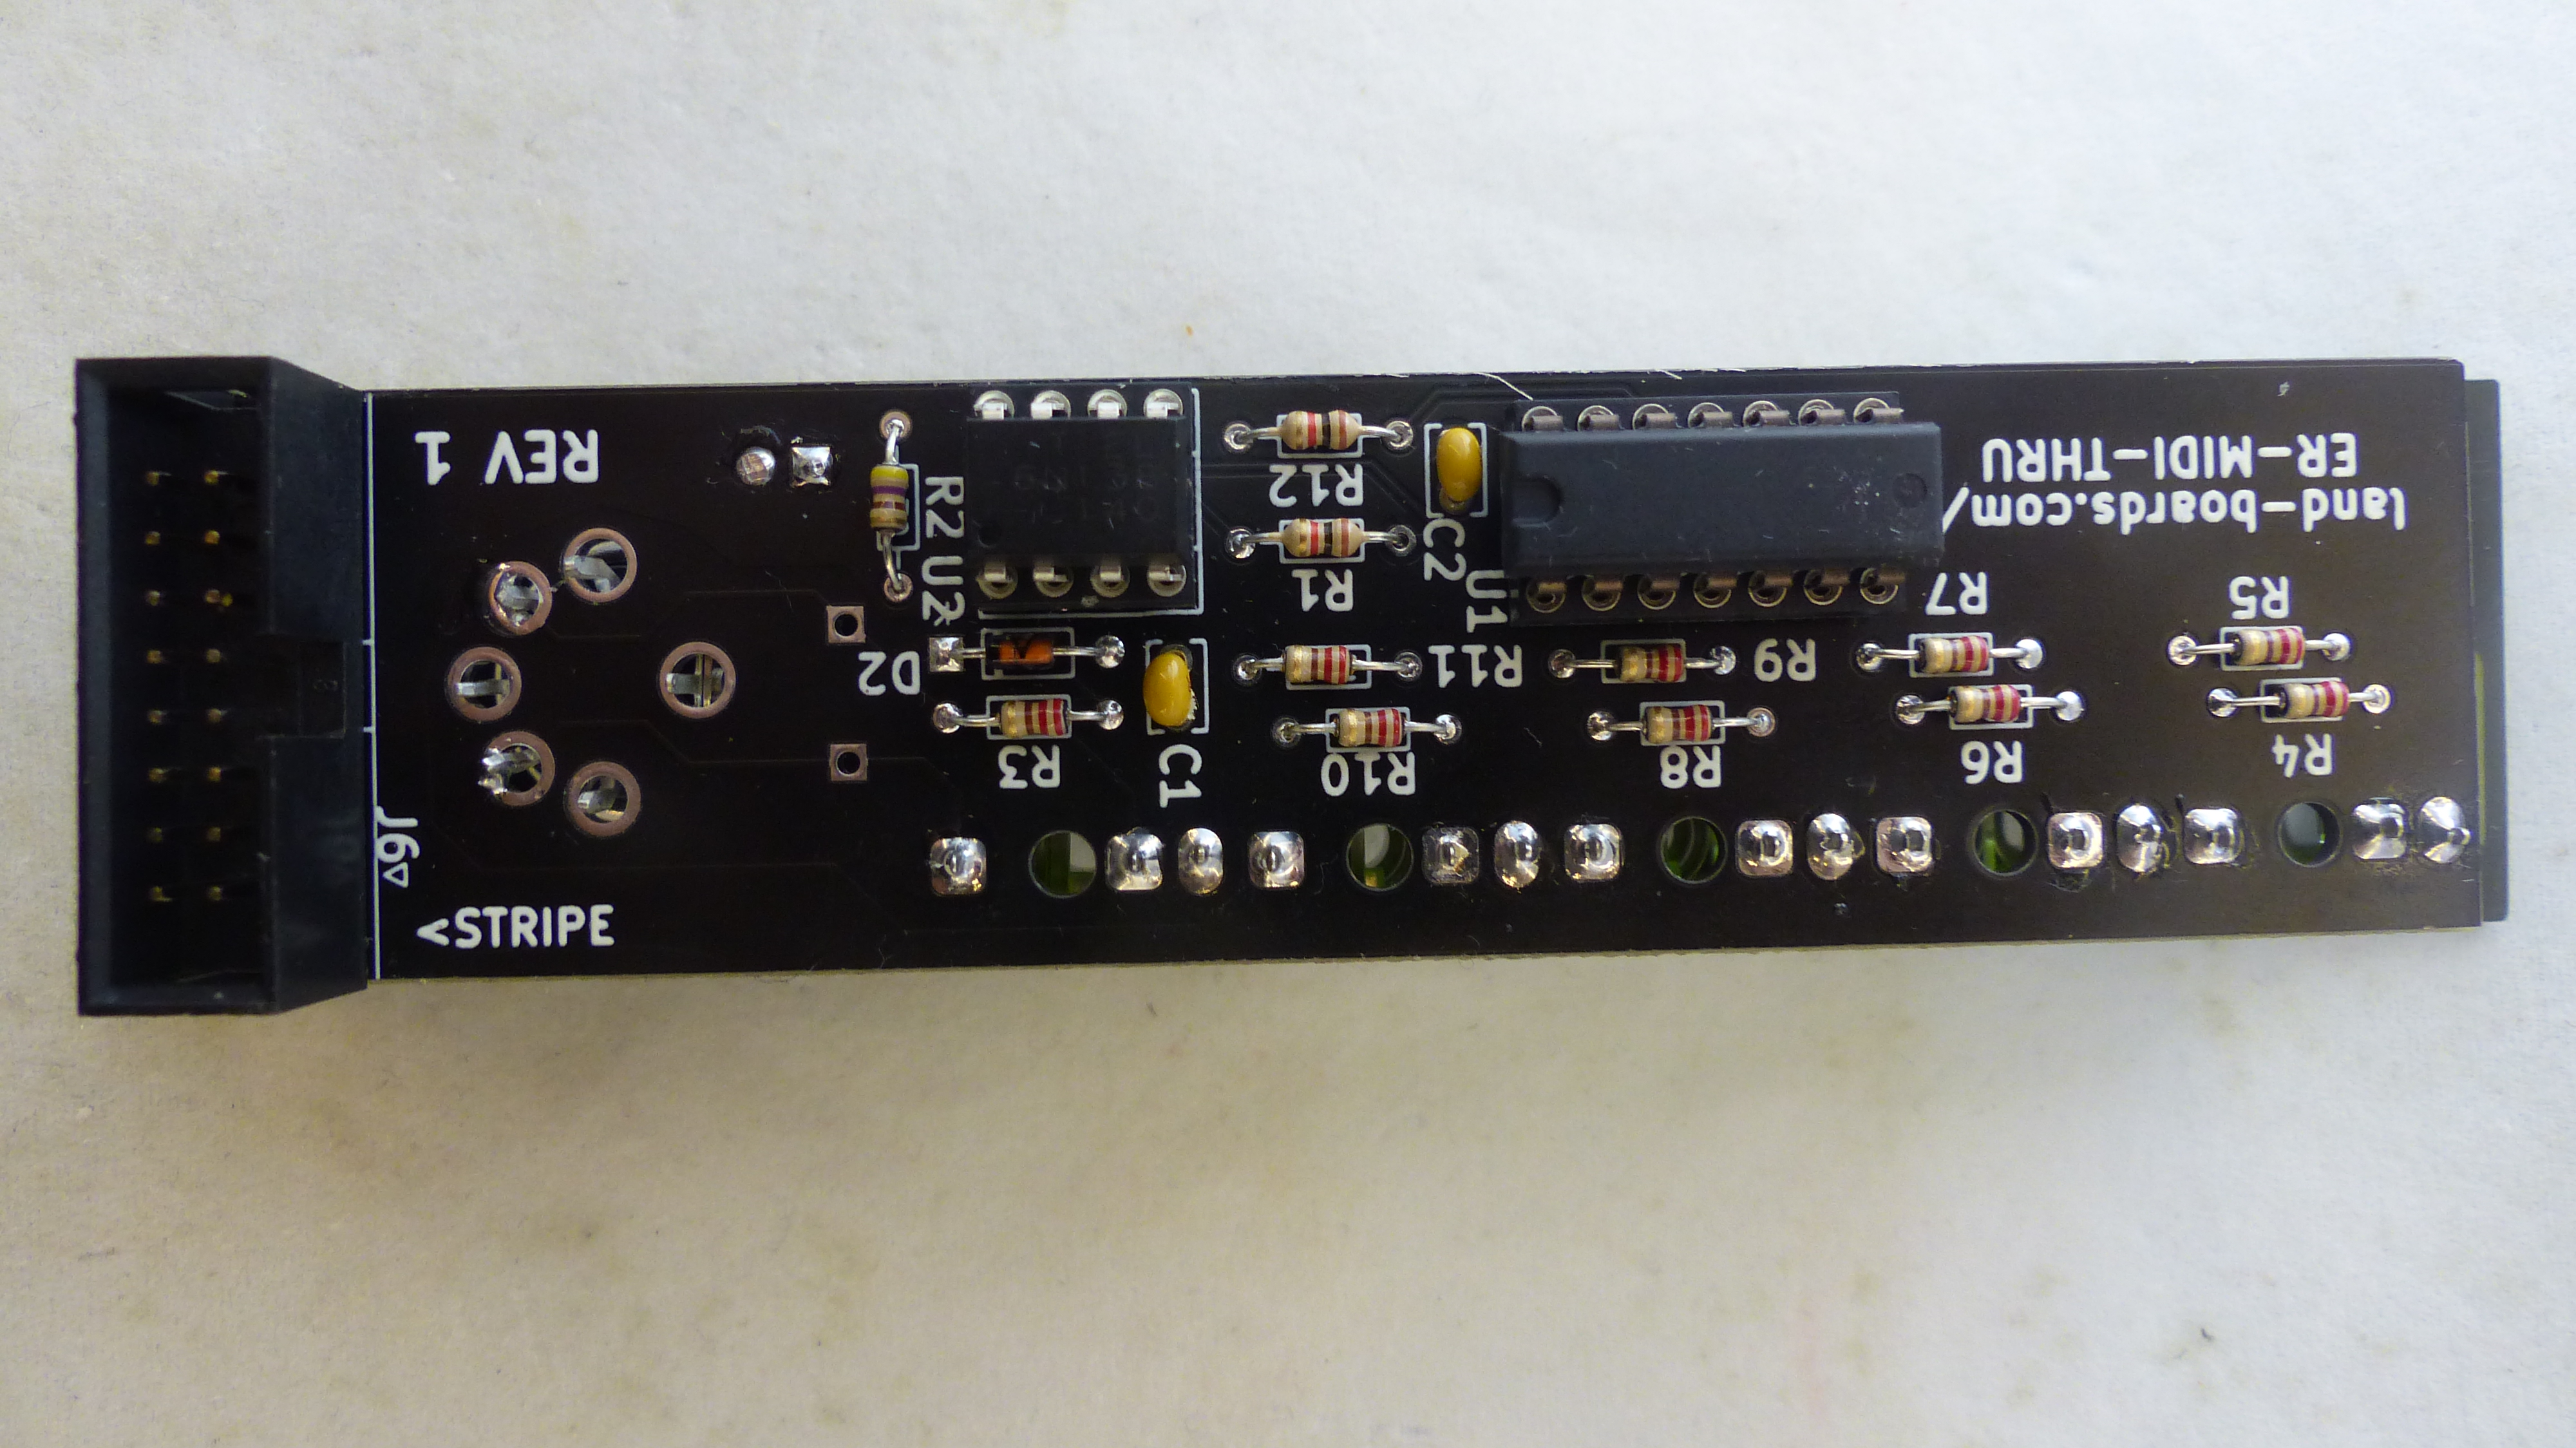 land-boards.com/
ER-MIDI-THRU
R4
R5
R6
R7
R9
R8
U1
R11
C2
R10
R12
R1
C1
R3
R2
U2
D2
REV 1
<STRIPE
J6